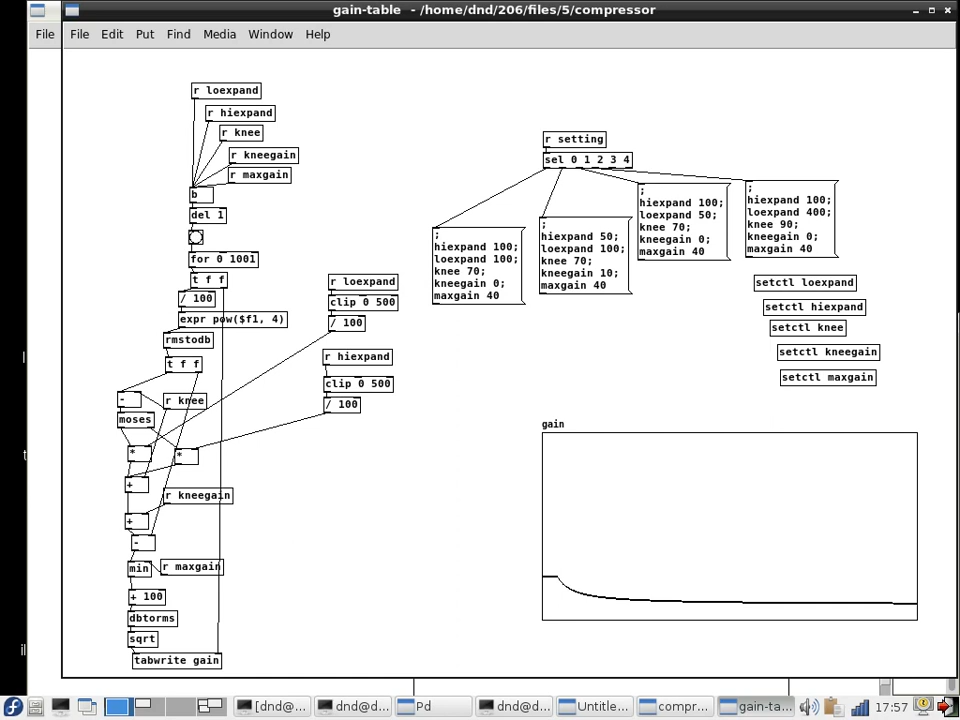 gain-table - /home/dnd/206/files/5/compressor
File
File Edit Put Find Media Window Help
r loexpand
r hiexpand
r knee
r kneegain
r maxgain
b
del 1
for 0 1001
t f f
/ 100
expr pow($f1, 4)
rmstodb
t f f
-
r knee
moses
*
*
+
r kneegain
+
-
min
r maxgain
+ 100
dbtorms
sqrt
tabwrite gain
r loexpand
clip 0 500
/ 100
r hiexpand
clip 0 500
/ 100
r setting
sel 0 1 2 3 4
;
hiexpand 100;
loexpand 100;
knee 70;
kneegain 0;
maxgain 40
;
hiexpand 50;
loexpand 100;
knee 70;
kneegain 10;
maxgain 40
;
hiexpand 100;
loexpand 50;
knee 70;
kneegain 0;
maxgain 40
;
hiexpand 100;
loexpand 400;
knee 90;
kneegain 0;
maxgain 40
setctl loexpand
setctl hiexpand
setctl knee
setctl kneegain
setctl maxgain
gain
[dnd@... dnd@d... Pd dnd@d... Untitle... compr... gain-ta... 17:57